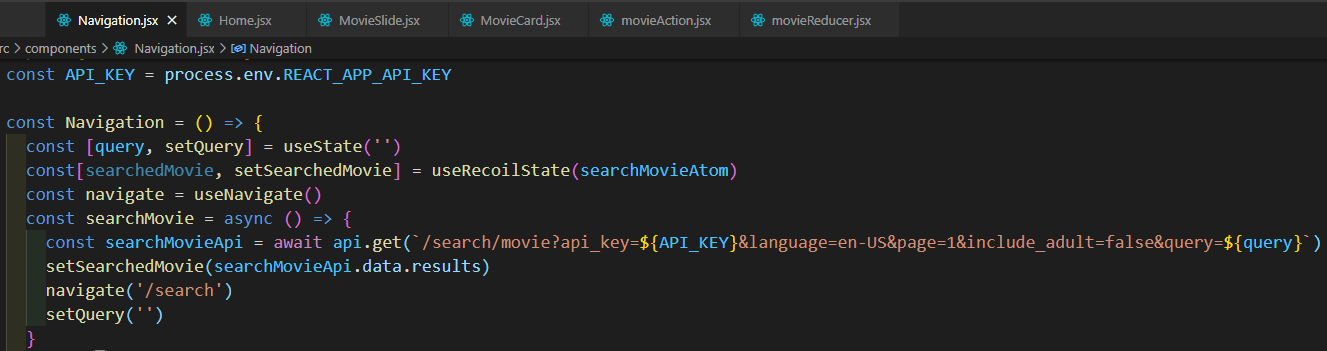 Navigation.jsx Home.jsx MovieSlide.jsx MovieCard.jsx movieAction.jsx movieReducer.jsx
rc > components > Navigation.jsx > Navigation
const API_KEY = process.env.REACT_APP_API_KEY
const Navigation = () => {
const [query, setQuery] = useState('')
const[searchedMovie, setSearchedMovie] = useRecoilState(searchMovieAtom)
const navigate = useNavigate()
const searchMovie = async () => {
const searchMovieApi = await api.get(`/search/movie?api_key=${API_KEY}&language=en-US&page=1&include_adult=false&query=${query}`)
setSearchedMovie(searchMovieApi.data.results)
navigate('/search')
setQuery('')
}